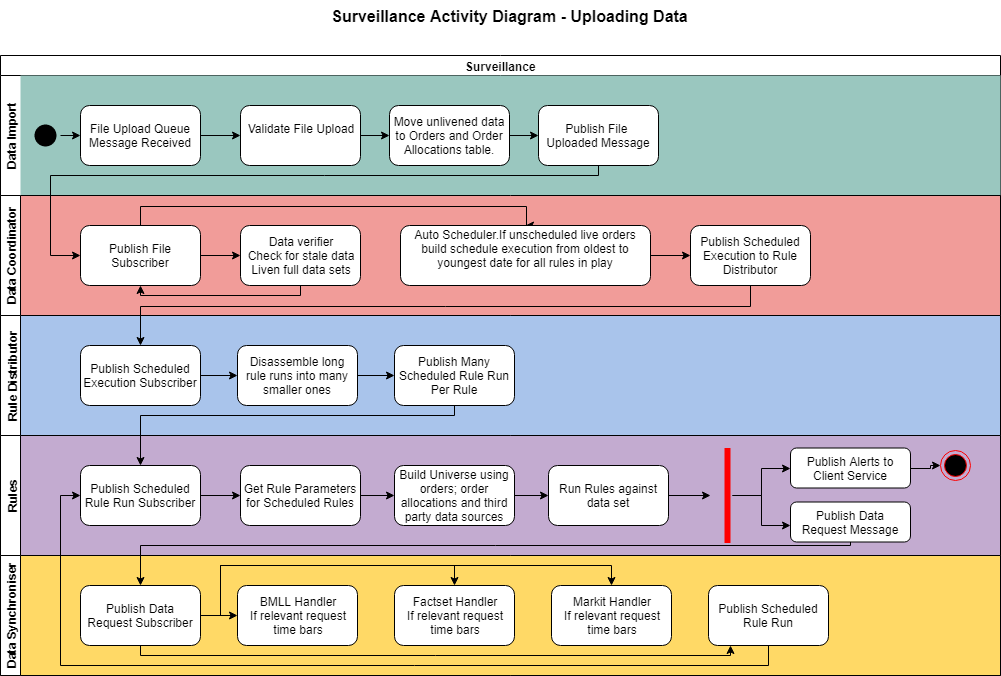 Surveillance Activity Diagram - Uploading Data
Surveillance
Data Import
File Upload Queue
Message Received
Validate File Upload
Move unlivened data
to Orders and Order
Allocations table.
Publish File
Uploaded Message
Data Coordinator
Publish File
Subscriber
Data verifier
Check for stale data
Liven full data sets
Auto Scheduler.If unscheduled live orders
build schedule execution from oldest to
youngest date for all rules in play
Publish Scheduled
Execution to Rule
Distributor
Rule Distributor
Publish Scheduled
Execution Subscriber
Disassemble long
rule runs into many
smaller ones
Publish Many
Scheduled Rule Run
Per Rule
Rules
Publish Scheduled
Rule Run Subscriber
Get Rule Parameters
for Scheduled Rules
Build Universe using
orders; order
allocations and third
party data sources
Run Rules against
data set
Publish Alerts to
Client Service
Publish Data
Request Message
Data Synchroniser
Publish Data
Request Subscriber
BMLL Handler
If relevant request
time bars
Factset Handler
If relevant request
time bars
Markit Handler
If relevant request
time bars
Publish Scheduled
Rule Run